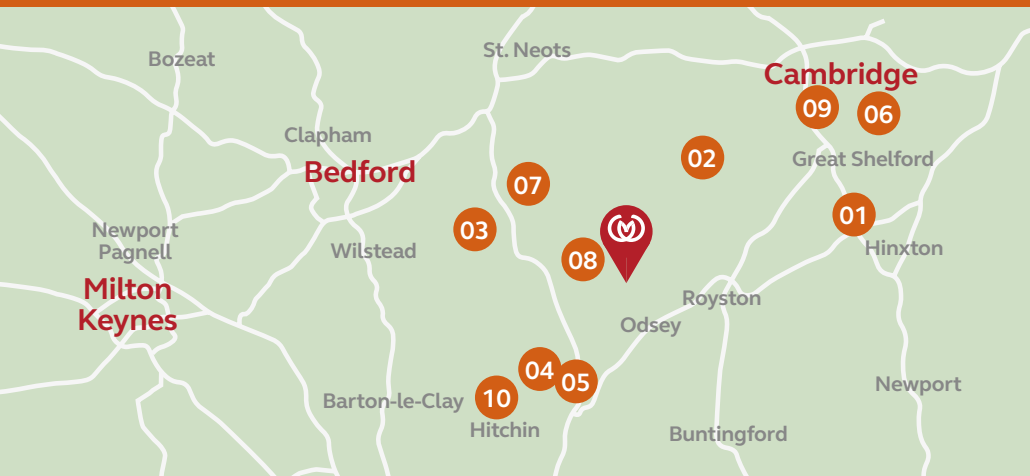 St. Neots
Bozeat
Cambridge
09
06
Clapham
02
Great Shelford
Bedford
07
01
Newport
Pagnell
03
Wilstead
Hinxton
08
Milton
Keynes
Royston
Odsey
04
05
Newport
10
Barton-le-Clay
Hitchin
Buntingford